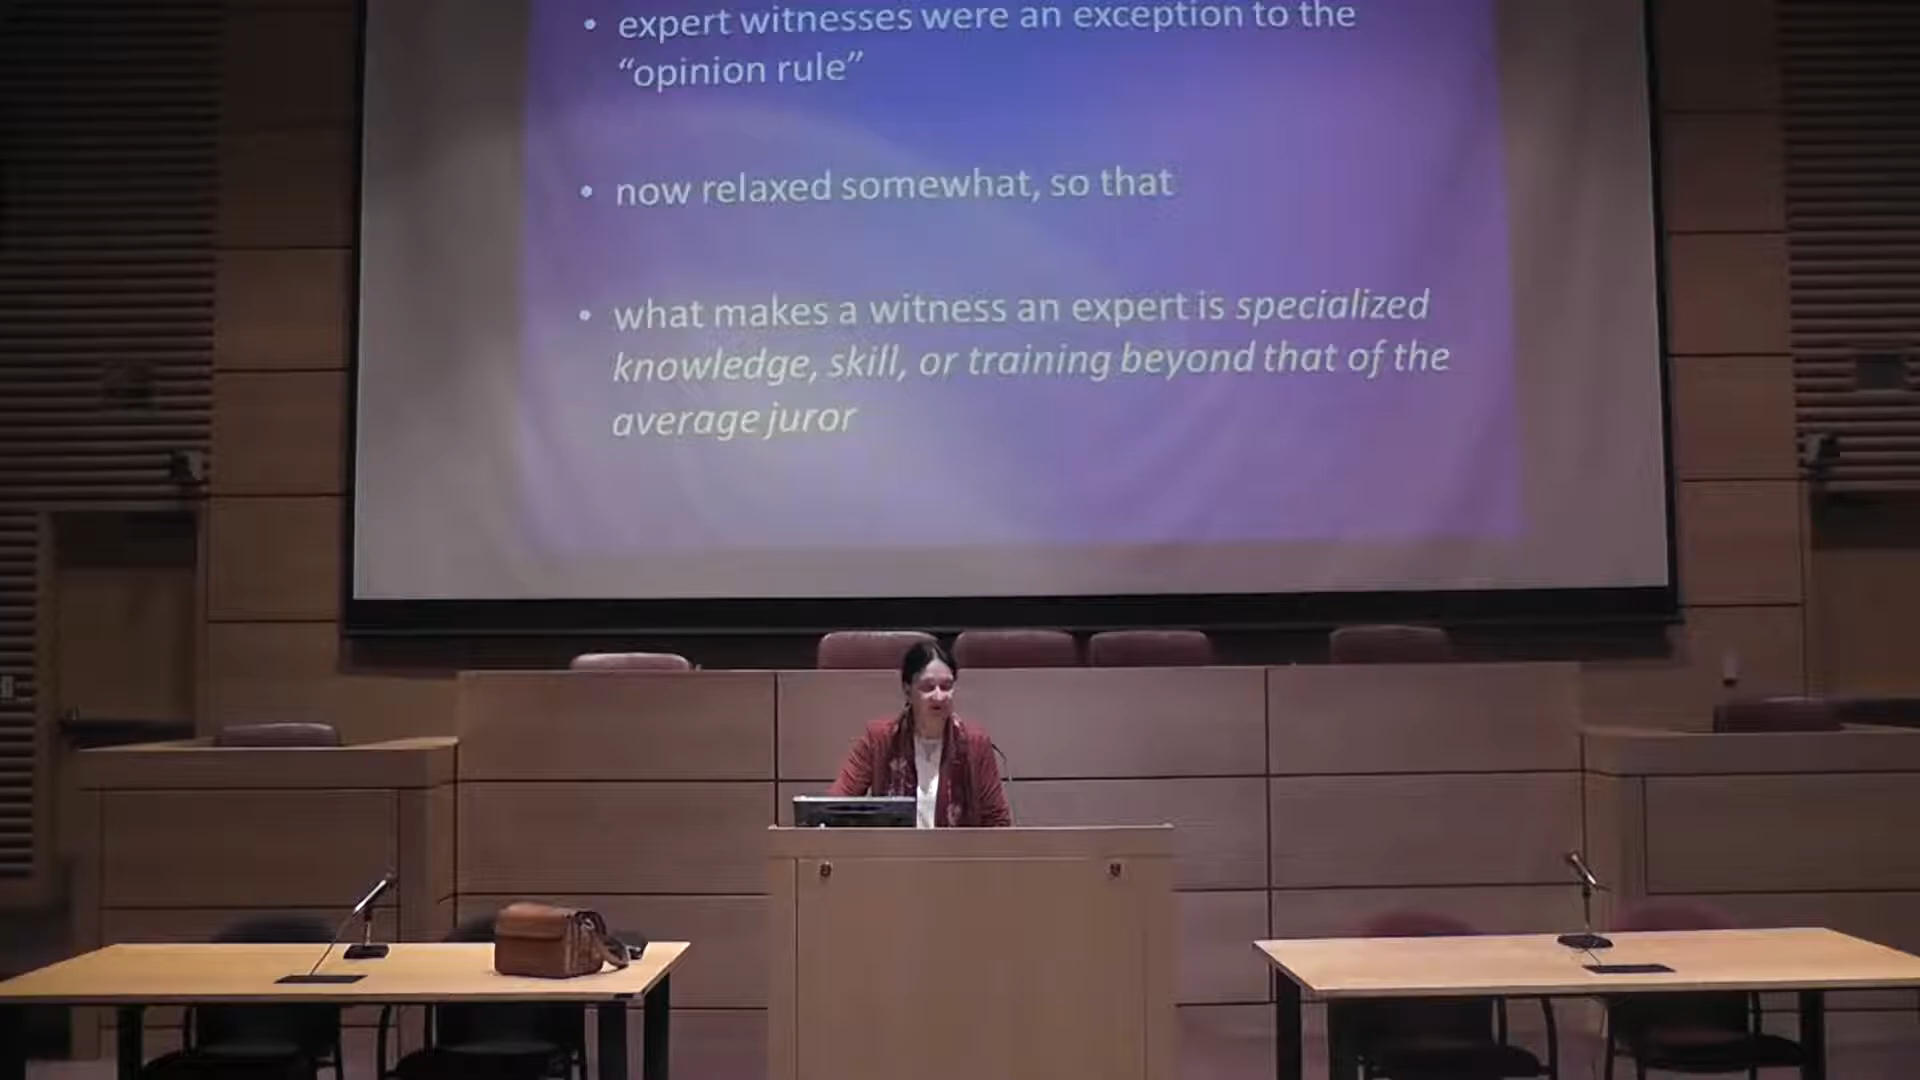 • expert witnesses were an exception to the
“opinion rule”
• now relaxed somewhat, so that
• what makes a witness an expert is specialized
knowledge, skill, or training beyond that of the
average juror